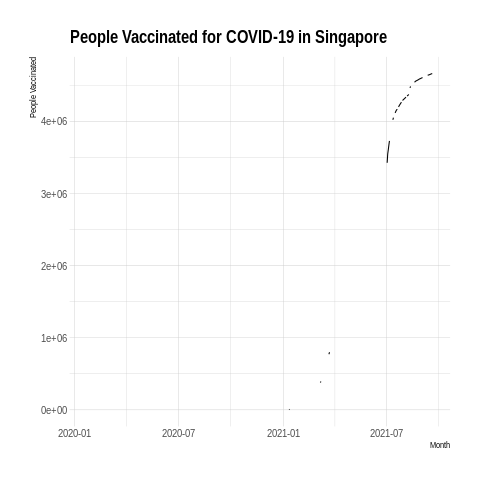 People Vaccinated for COVID-19 in Singapore
People Vaccinated
4e+06
3e+06
2e+06
1e+06
0e+00
2020-01
2020-07
2021-01
2021-07
Month